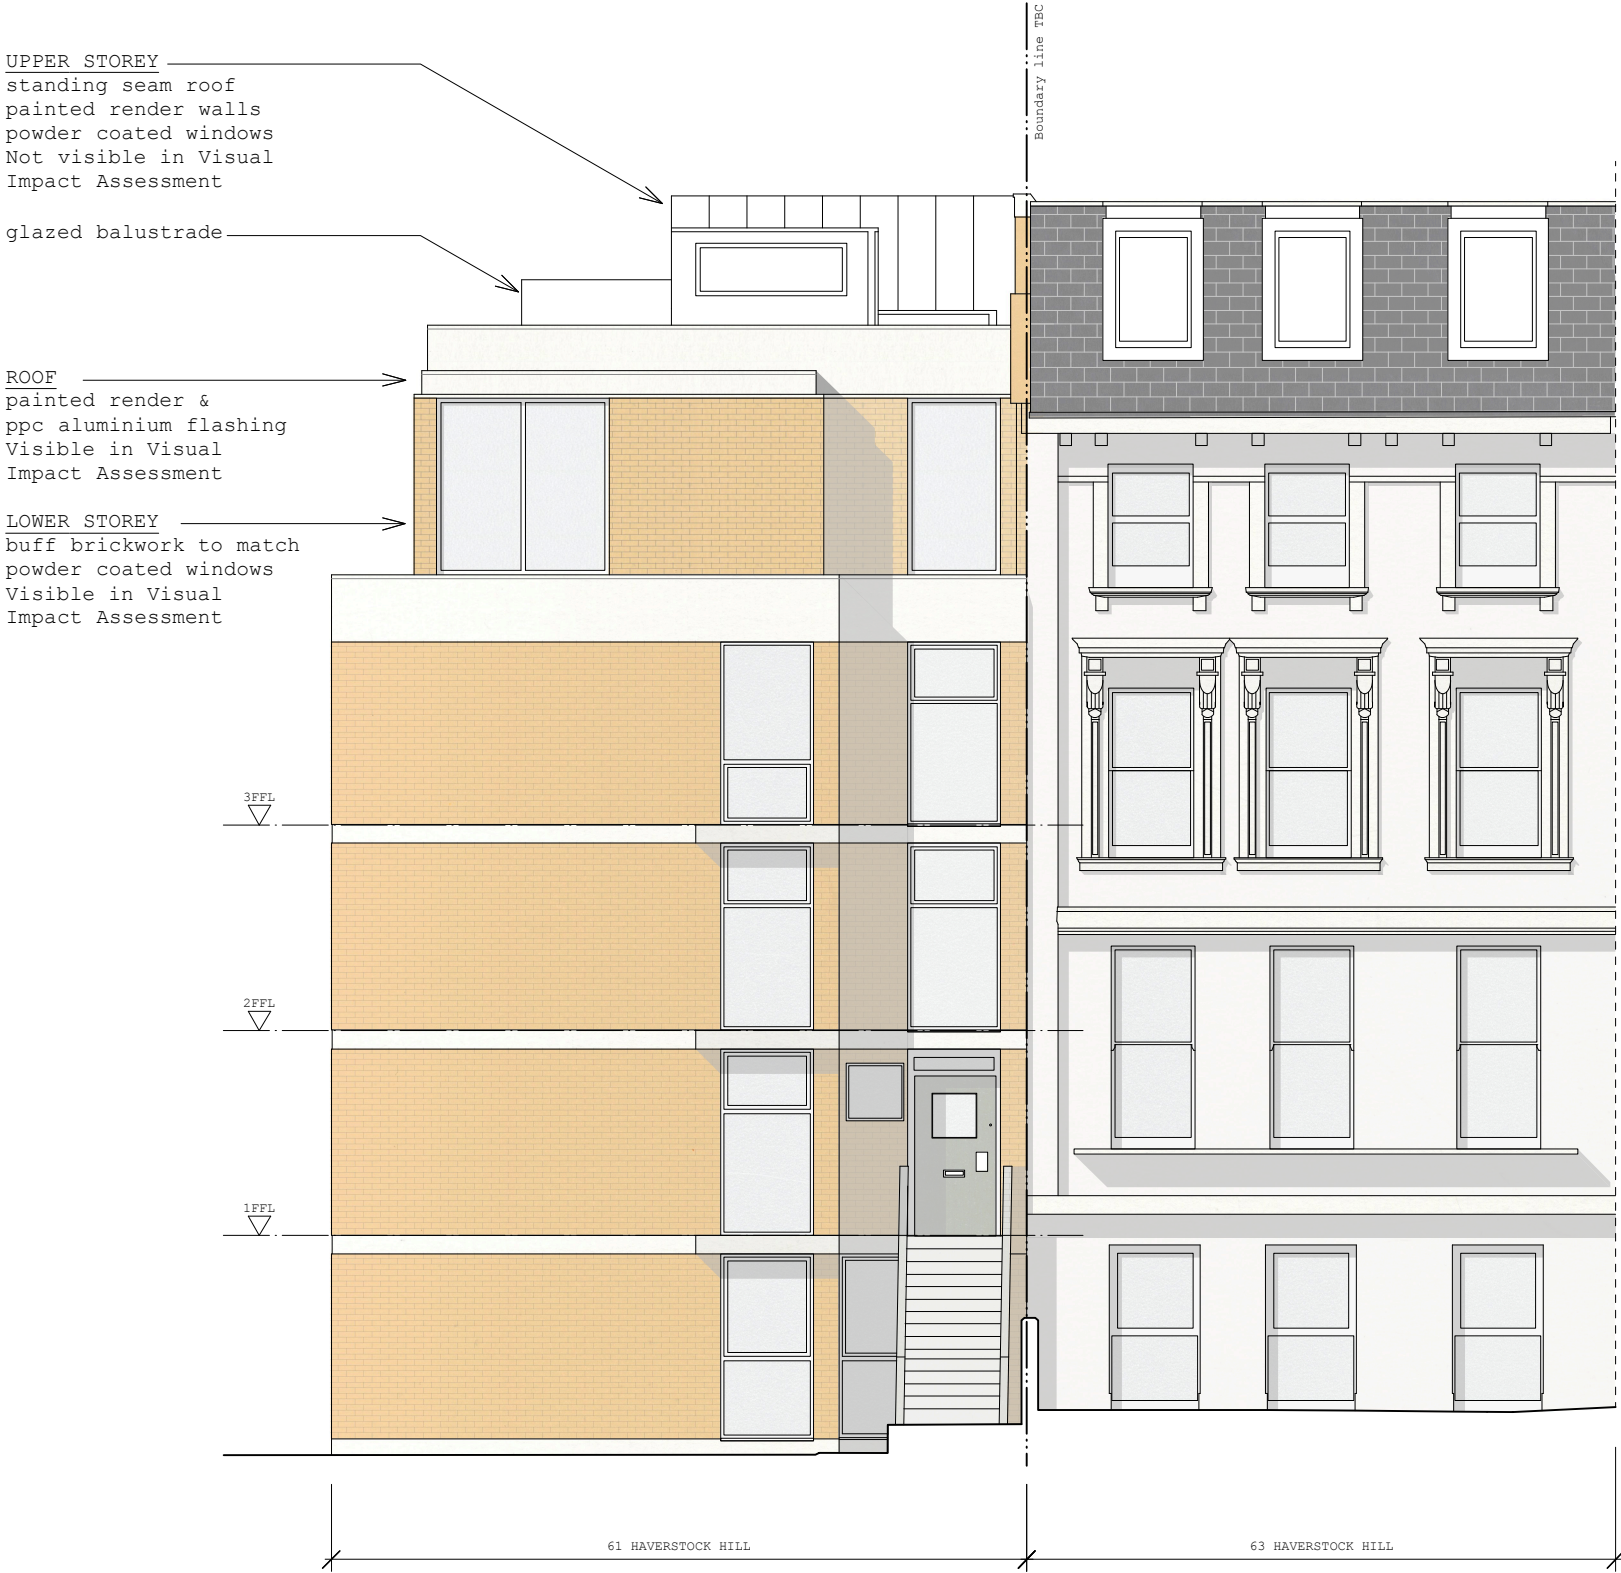 Boundary line TBC
UPPER STOREY
standing seam roof
painted render walls
powder coated windows
Not visible in Visual
Impact Assessment
glazed balustrade
ROOF
painted render &
ppc aluminium flashing
Visible in Visual
Impact Assessment
LOWER STOREY
buff brickwork to match
powder coated windows
Visible in Visual
Impact Assessment
3FFL
2FFL
1FFL
61 HAVERSTOCK HILL
63 HAVERSTOCK HILL